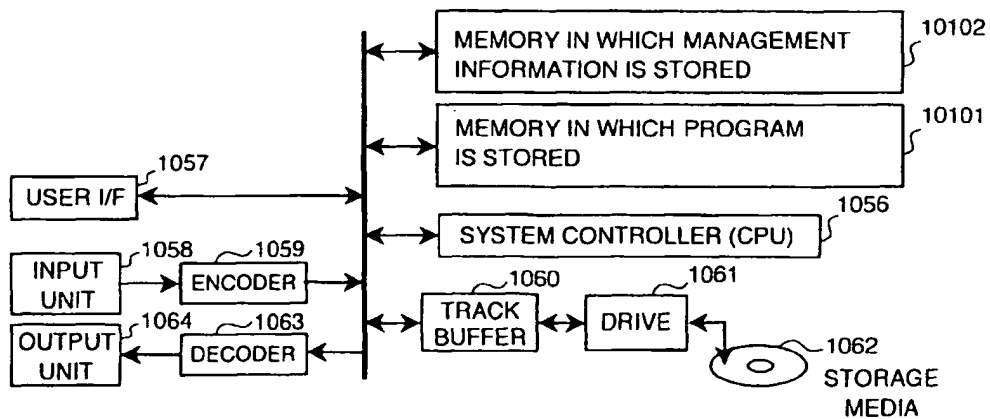 MEMORY IN WHICH MANAGEMENT
INFORMATION IS STORED
10102
MEMORY IN WHICH PROGRAM
IS STORED
10101
1057
USER I/F
1056
SYSTEM CONTROLLER (CPU)
1058
INPUT
UNIT
1059
ENCODER
1060
TRACK
BUFFER
1061
DRIVE
1064
OUTPUT
UNIT
1063
DECODER
1062
STORAGE
MEDIA